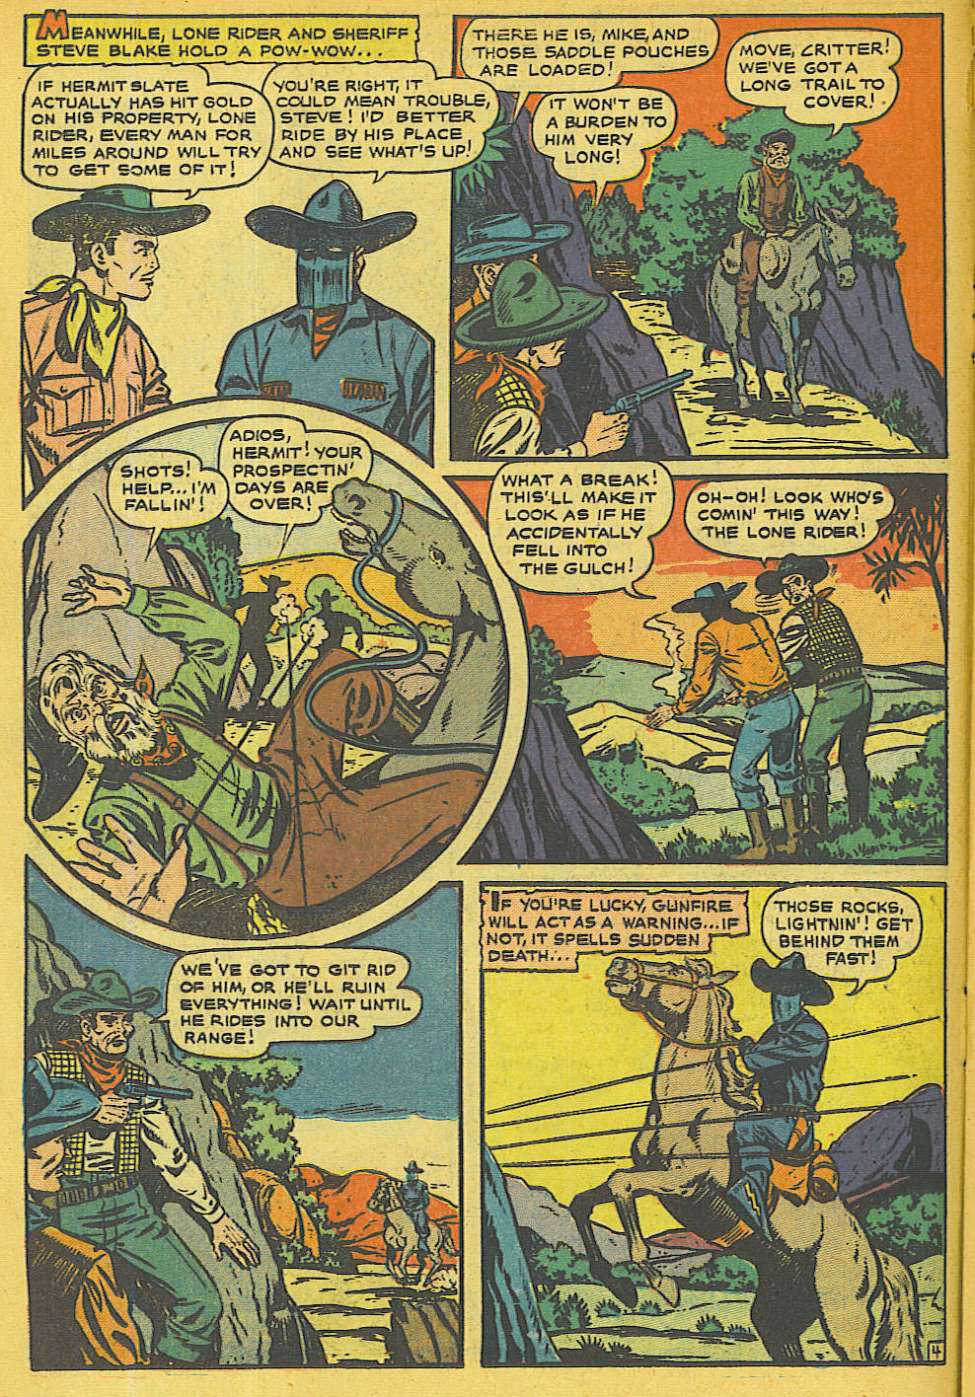 MEANWHILE, LONE RIDER AND SHERIFF
STEVE BLAKE HOLD A POW-WOW...
IF HERMIT SLATE
ACTUALLY HAS HIT GOLD
ON HIS PROPERTY, LONE
RIDER, EVERY MAN FOR
MILES AROUND WILL TRY
TO GET SOME OF IT!
YOU'RE RIGHT, IT
COULD MEAN TROUBLE,
STEVE! I'D BETTER
RIDE BY HIS PLACE
AND SEE WHAT'S UP!
THERE HE IS, MIKE, AND
THOSE SADDLE POUCHES
ARE LOADED!
IT WON'T BE
A BURDEN TO
HIM VERY
LONG!
MOVE, CRITTER!
WE'VE GOT A
LONG TRAIL TO
COVER!
SHOTS!
HELP...I'M
FALLIN'!
ADIOS,
HERMIT! YOUR
PROSPECTIN'
DAYS ARE
OVER!
WHAT A BREAK!
THIS'LL MAKE IT
LOOK AS IF HE
ACCIDENTALLY
FELL INTO
THE GULCH!
OH-OH! LOOK WHO'S
COMIN' THIS WAY!
THE LONE RIDER!
WE'VE GOT TO GIT RID
OF HIM, OR HE'LL RUIN
EVERYTHING! WAIT UNTIL
HE RIDES INTO OUR
RANGE!
IF YOU'RE LUCKY, GUNFIRE
WILL ACT AS A WARNING...IF
NOT, IT SPELLS SUDDEN
DEATH...
THOSE ROCKS,
LIGHTNIN'! GET
BEHIND THEM
FAST!
4